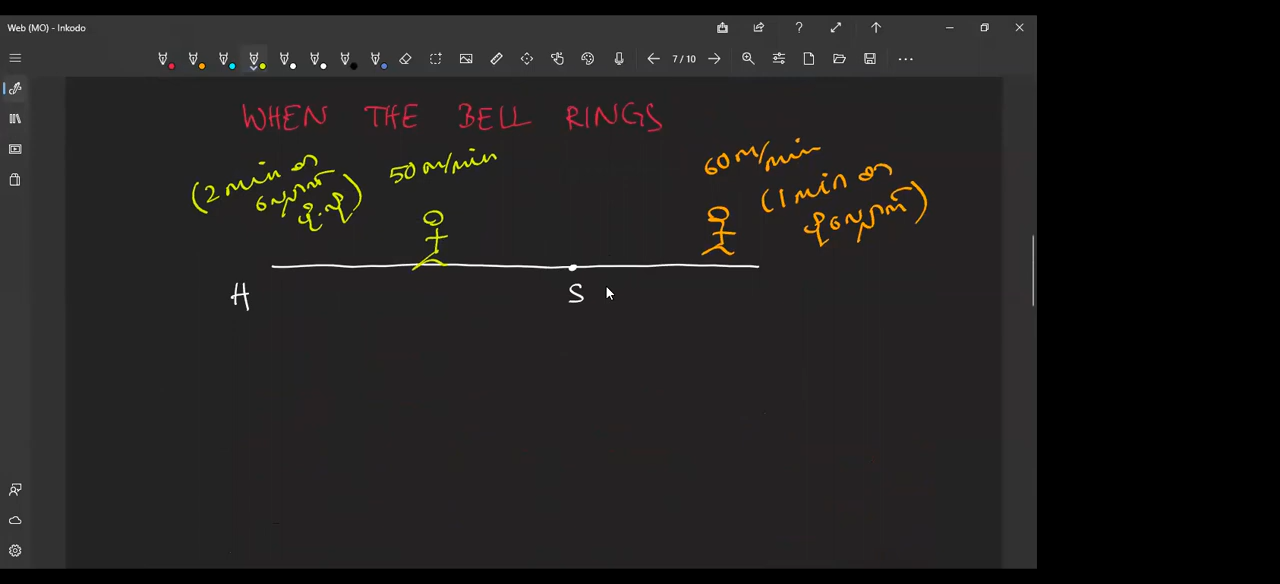 Web (MO) - Inkodo
7 / 10
WHEN THE BELL RINGS
(2 min
50 m/min
60 m/min
(1 min
H
S